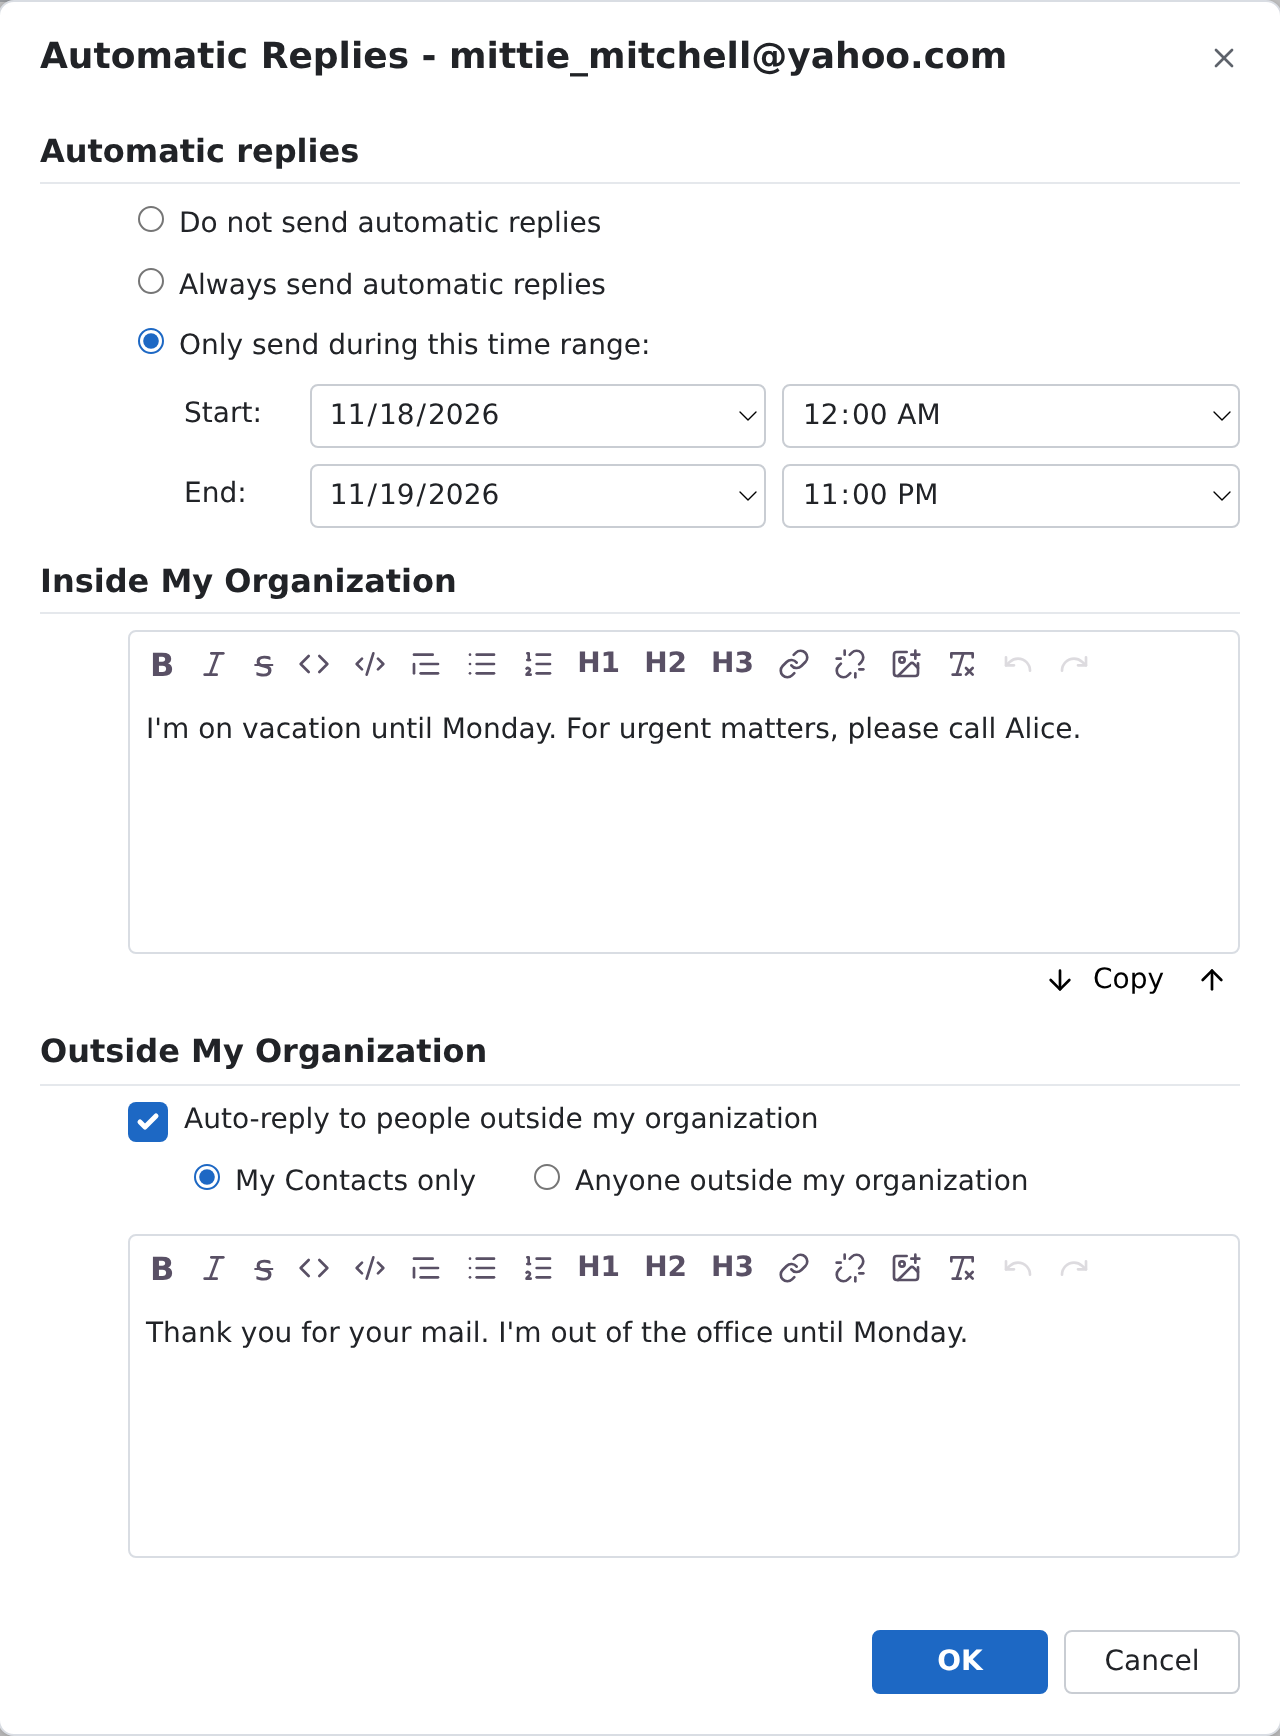 Automatic Replies - mittie_mitchell@yahoo.com
Automatic replies
Do not send automatic replies
Always send automatic replies
Only send during this time range:
Start: 11/18/2026 12:00 AM
End: 11/19/2026 11:00 PM
Inside My Organization
B I S H1 H2 H3
I'm on vacation until Monday. For urgent matters, please call Alice.
Copy
Outside My Organization
Auto-reply to people outside my organization
My Contacts only Anyone outside my organization
B I S H1 H2 H3
Thank you for your mail. I'm out of the office until Monday.
OK Cancel